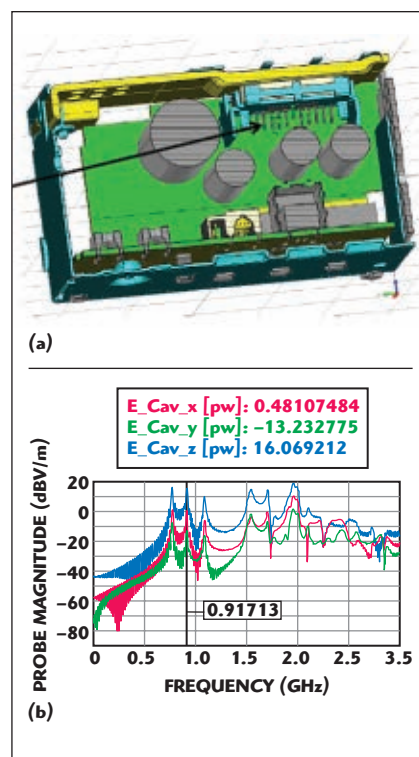 (a)
E_Cav_x [pw]: 0.48107484
E_Cav_y [pw]: –13.232775
E_Cav_z [pw]: 16.069212
PROBE MAGNITUDE (dBV/m)
20
0
–20
–40
–60
–80
0.91713
0 0.5 1.0 1.5 2.0 2.5 3.5
FREQUENCY (GHz)
(b)